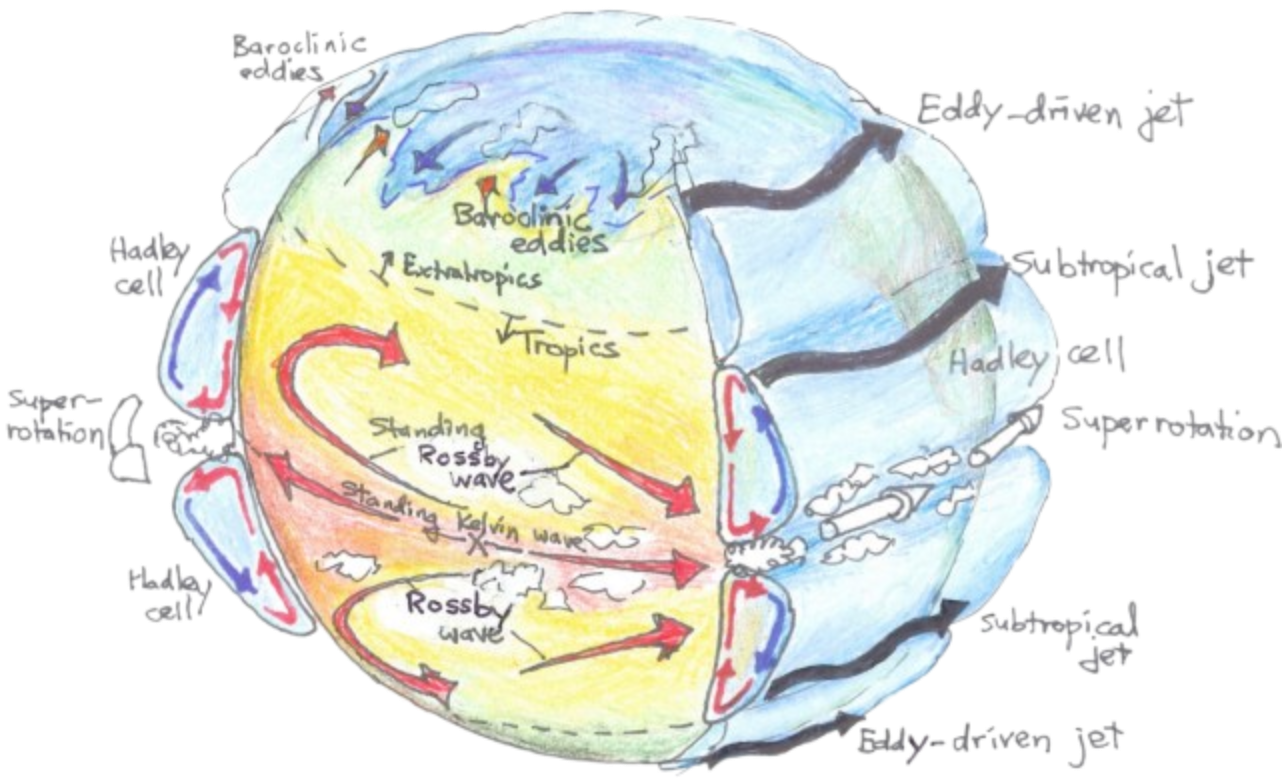 Baroclinic
eddies
Eddy-driven jet
Baroclinic
eddies
Hadley
cell
Extratropics
Subtropical jet
Tropics
Hadley cell
Super-
rotation
Standing
Rossby
wave
Superrotation
Standing Kelvin wave
X
Hadley
cell
Rossby
wave
Subtropical
jet
Eddy-driven jet